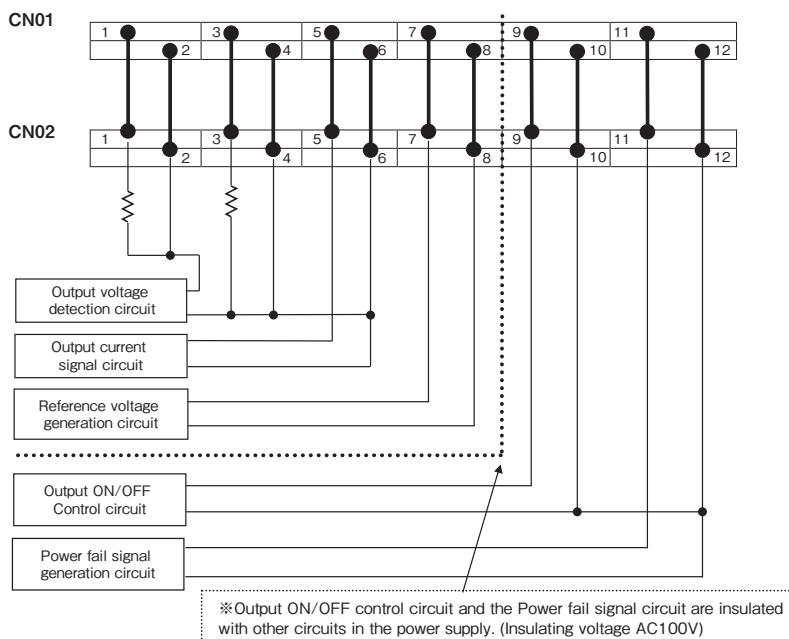 CN01
1 3 5 7 9 11
2 4 6 8 10 12
CN02
1 3 5 7 9 11
2 4 6 8 10 12
Output voltage
detection circuit
Output current
signal circuit
Reference voltage
generation circuit
Output ON/OFF
Control circuit
Power fail signal
generation circuit
※Output ON/OFF control circuit and the Power fail signal circuit are insulated
with other circuits in the power supply. (Insulating voltage AC100V)